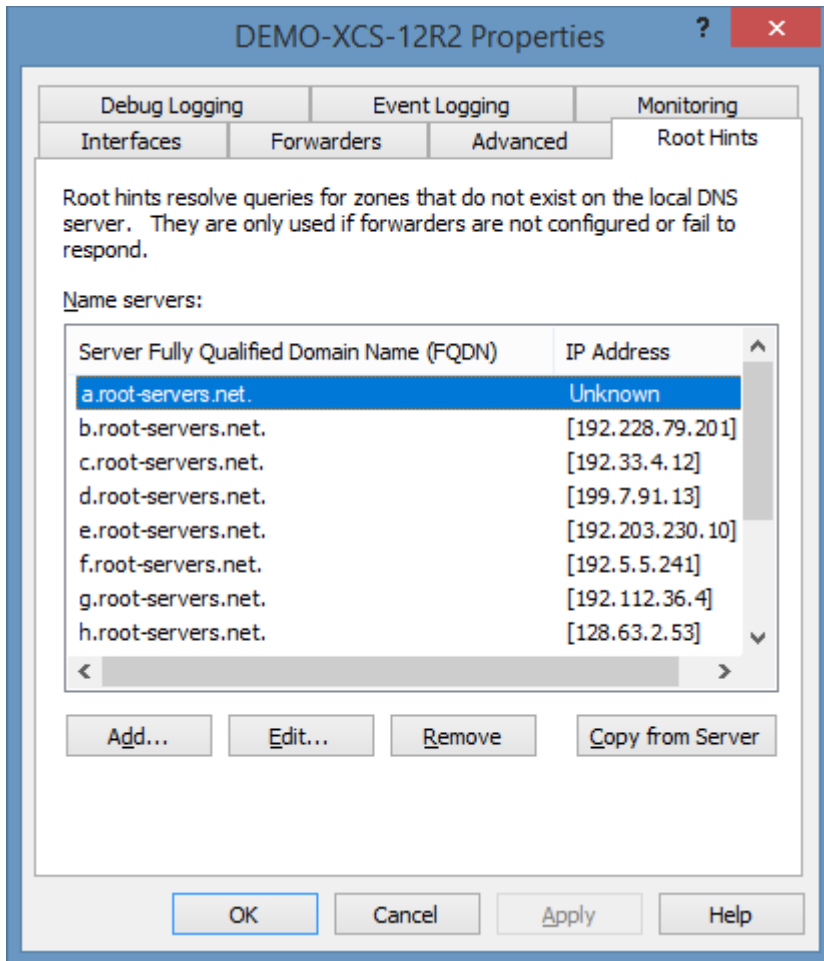 DEMO-XCS-12R2 Properties ? ×
Debug Logging Event Logging Monitoring
Interfaces Forwarders Advanced Root Hints
Root hints resolve queries for zones that do not exist on the local DNS
server. They are only used if forwarders are not configured or fail to
respond.
Name servers:
Server Fully Qualified Domain Name (FQDN) IP Address
a.root-servers.net. Unknown
b.root-servers.net. [192.228.79.201]
c.root-servers.net. [192.33.4.12]
d.root-servers.net. [199.7.91.13]
e.root-servers.net. [192.203.230.10]
f.root-servers.net. [192.5.5.241]
g.root-servers.net. [192.112.36.4]
h.root-servers.net. [128.63.2.53]
Add... Edit... Remove Copy from Server
OK Cancel Apply Help